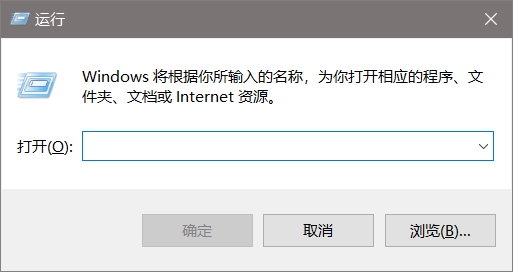 运行
Windows 将根据你所输入的名称，为你打开相应的程序、文
件夹、文档或 Internet 资源。
打开(O):
确定 取消 浏览(B)...